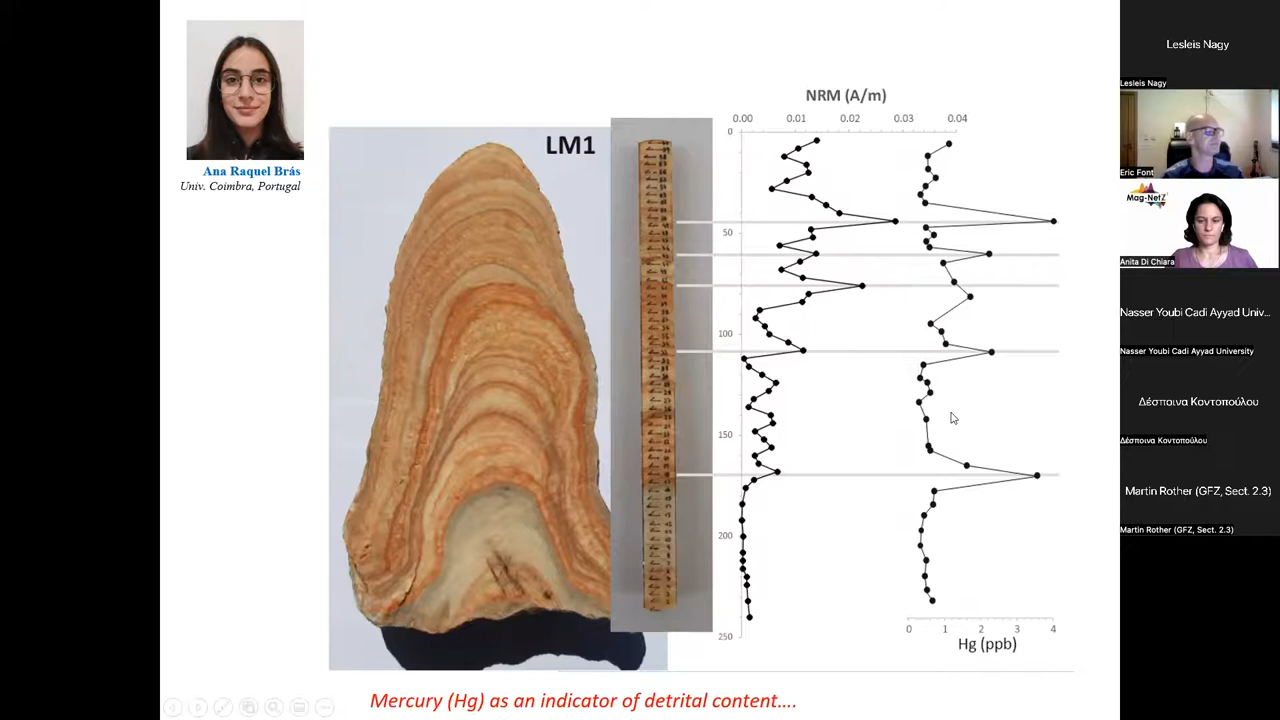 Ana Raquel Brás
Univ. Coimbra, Portugal
LM1
NRM (A/m)
0.00 0.01 0.02 0.03 0.04
0
50
100
150
200
250
0 1 2 3 4
Hg (ppb)
Mercury (Hg) as an indicator of detrital content....
Lesleis Nagy
Lesleis Nagy
Eric Font
Mag-NetZ
Anita Di Chiara
Nasser Youbi Cadi Ayyad Univ...
Nasser Youbi Cadi Ayyad University
Δέσποινα Κοντοπούλου
Δέσποινα Κοντοπούλου
Martin Rother (GFZ, Sect. 2.3)
Martin Rother (GFZ, Sect. 2.3)